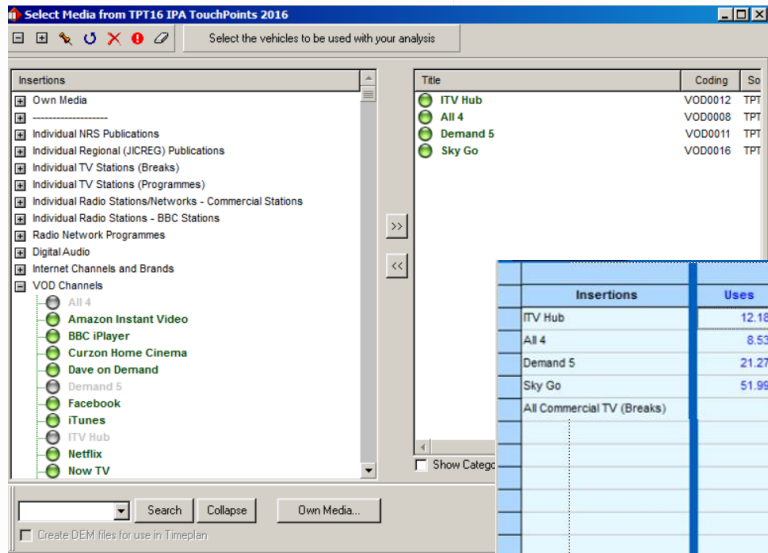 Select Media from TPT16 IPA TouchPoints 2016
Select the vehicles to be used with your analysis
Insertions
Own Media
-------------------
Individual NRS Publications
Individual Regional (JICREG) Publications
Individual TV Stations (Breaks)
Individual TV Stations (Programmes)
Individual Radio Stations/Networks - Commercial Stations
Individual Radio Stations - BBC Stations
Radio Network Programmes
Digital Audio
Internet Channels and Brands
VOD Channels
All 4
Amazon Instant Video
BBC iPlayer
Curzon Home Cinema
Dave on Demand
Demand 5
Facebook
iTunes
ITV Hub
Netflix
Now TV
>>
<<
Title Coding So
ITV Hub VOD0012 TPT
All 4 VOD0008 TPT
Demand 5 VOD0011 TPT
Sky Go VOD0016 TPT
Show Catego
Search Collapse Own Media...
Create DEM files for use in Timeplan
Insertions Uses
ITV Hub 12.18
All 4 8.53
Demand 5 21.27
Sky Go 51.99
All Commercial TV (Breaks)